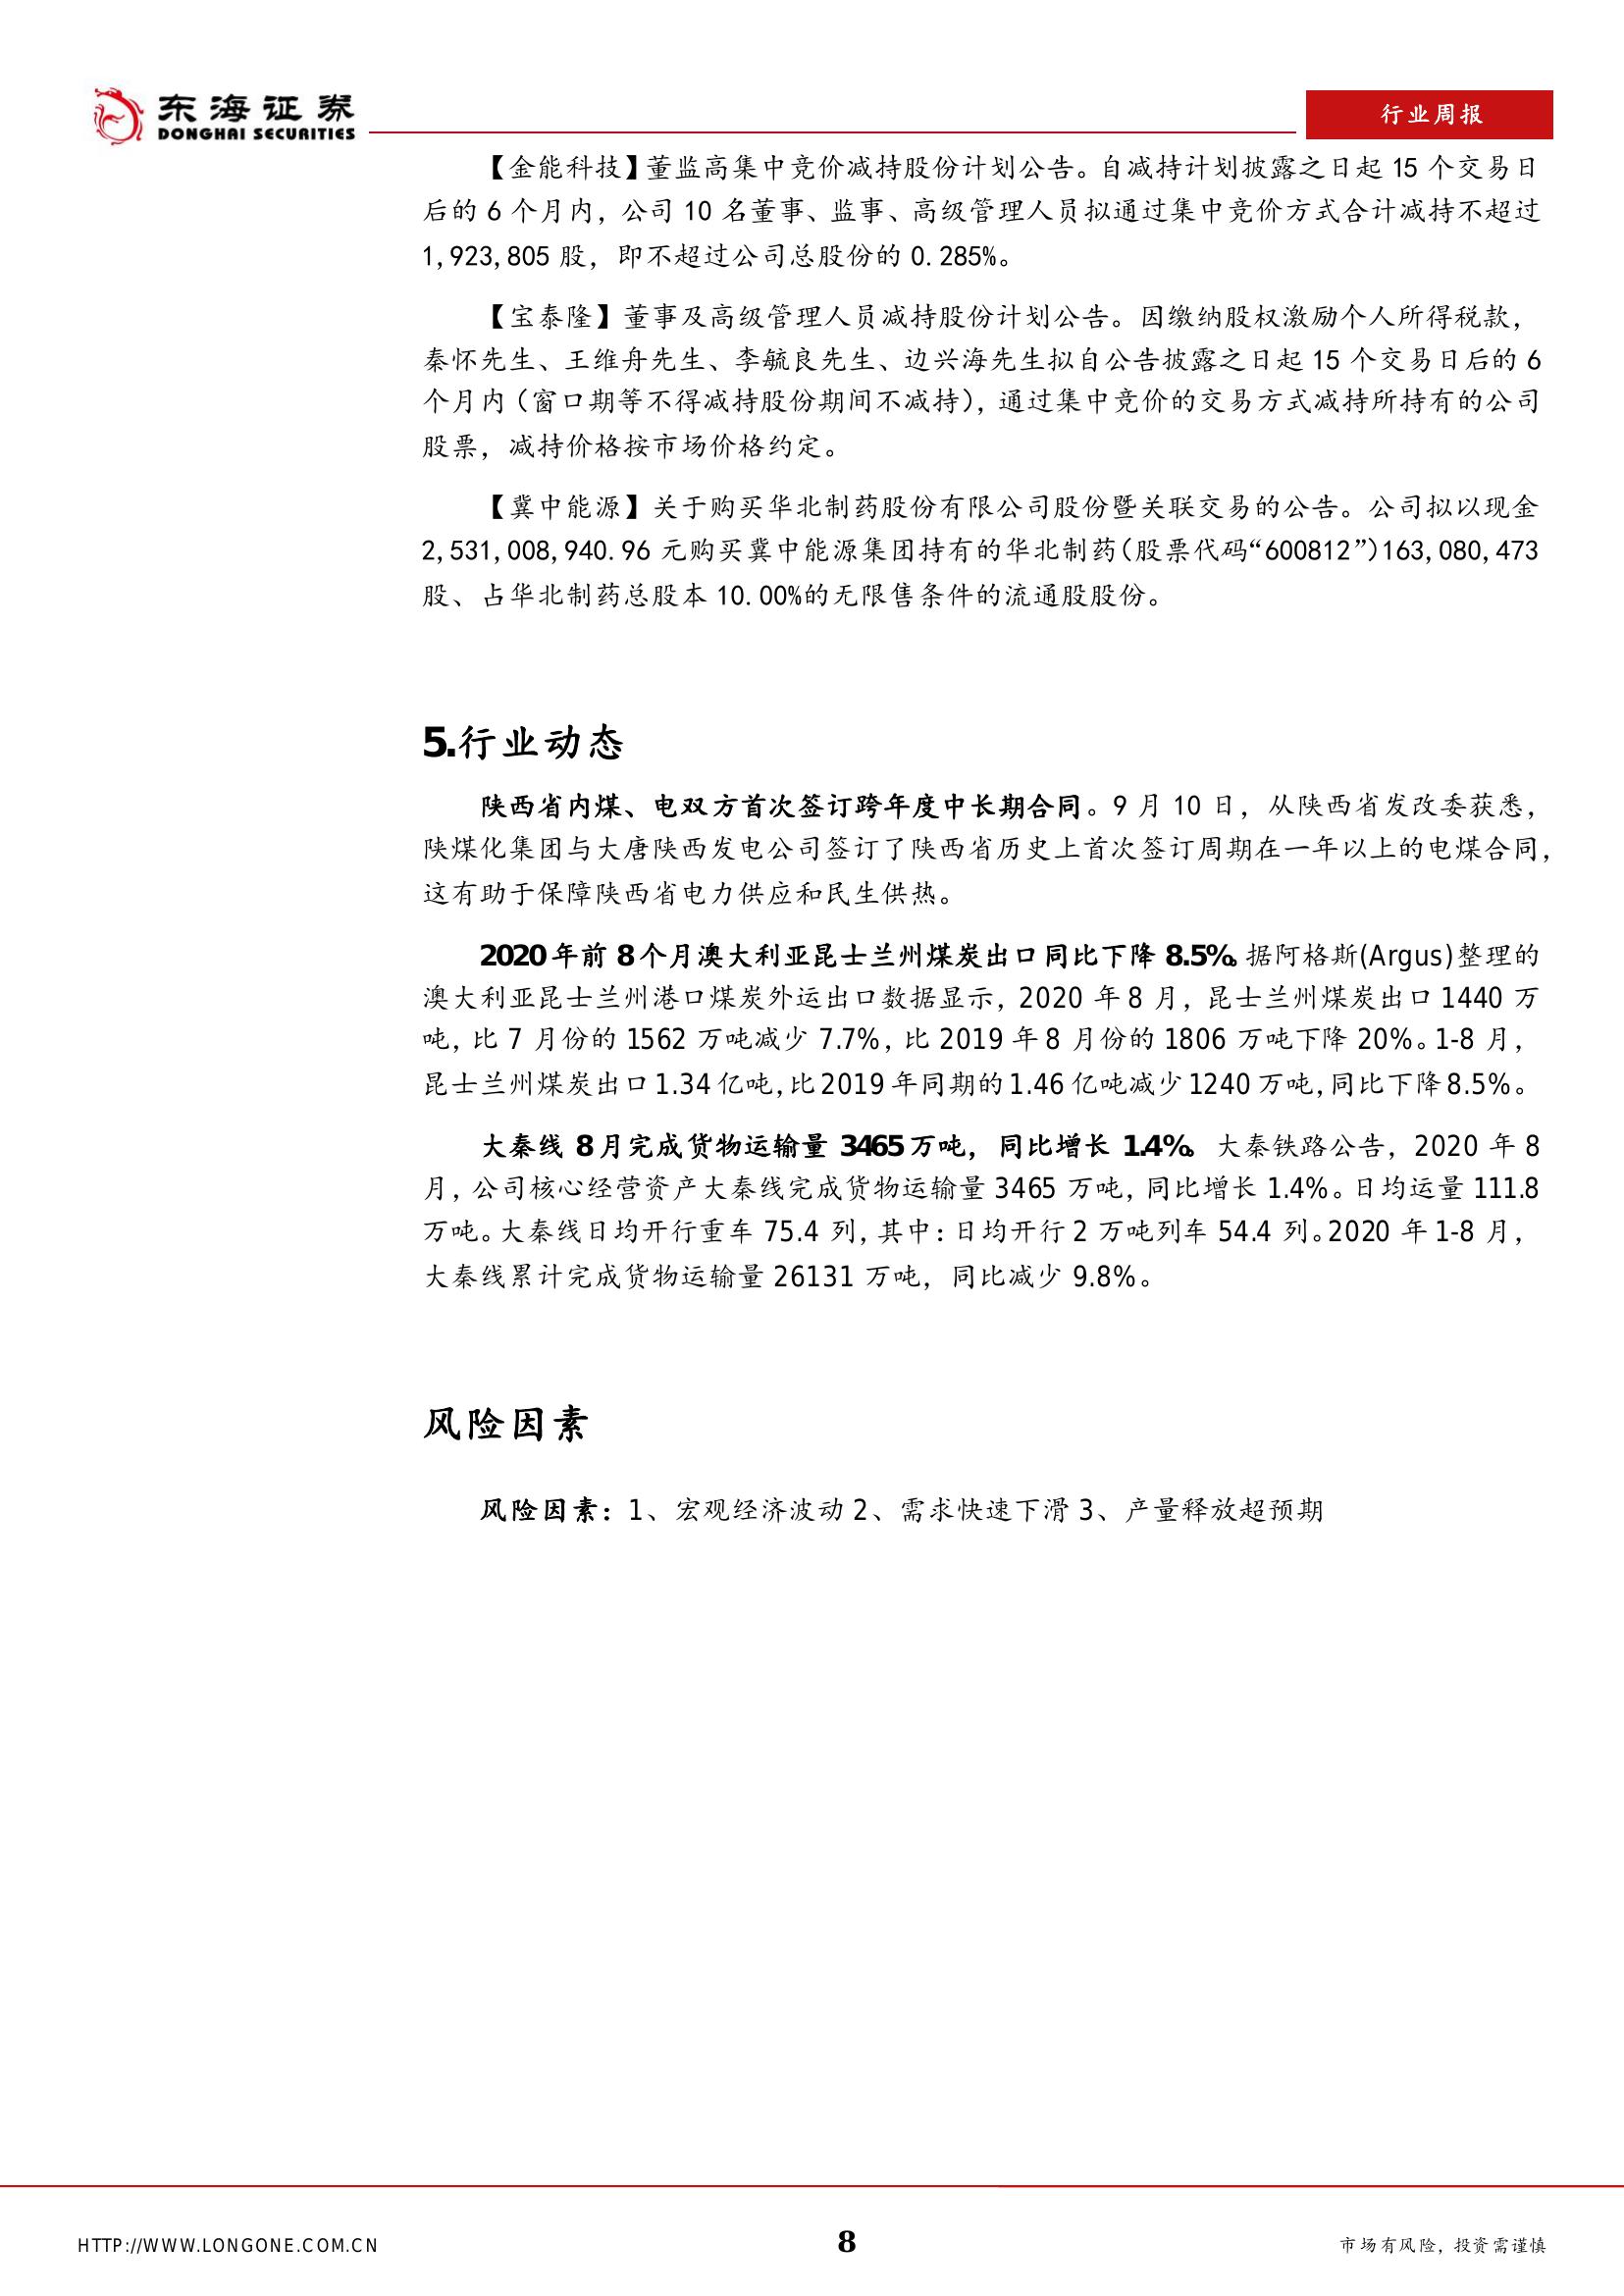 东海证券
DONGHAI SECURITIES
行业周报
【金能科技】董监高集中竞价减持股份计划公告。自减持计划披露之日起 15 个交易日
后的 6 个月内，公司 10 名董事、监事、高级管理人员拟通过集中竞价方式合计减持不超过
1,923,805 股，即不超过公司总股份的 0.285%。
【宝泰隆】董事及高级管理人员减持股份计划公告。因缴纳股权激励个人所得税款，
秦怀先生、王维舟先生、李毓良先生、边兴海先生拟自公告披露之日起 15 个交易日后的 6
个月内（窗口期等不得减持股份期间不减持），通过集中竞价的交易方式减持所持有的公司
股票，减持价格按市场价格约定。
【冀中能源】关于购买华北制药股份有限公司股份暨关联交易的公告。公司拟以现金
2,531,008,940.96 元购买冀中能源集团持有的华北制药（股票代码“600812”）163,080,473
股、占华北制药总股本 10.00%的无限售条件的流通股股份。
5.行业动态
陕西省内煤、电双方首次签订跨年度中长期合同。9 月 10 日，从陕西省发改委获悉，
陕煤化集团与大唐陕西发电公司签订了陕西省历史上首次签订周期在一年以上的电煤合同，
这有助于保障陕西省电力供应和民生供热。
2020 年前 8 个月澳大利亚昆士兰州煤炭出口同比下降 8.5%。据阿格斯(Argus)整理的
澳大利亚昆士兰州港口煤炭外运出口数据显示，2020 年 8 月，昆士兰州煤炭出口 1440 万
吨，比 7 月份的 1562 万吨减少 7.7%，比 2019 年 8 月份的 1806 万吨下降 20%。1-8 月，
昆士兰州煤炭出口 1.34 亿吨，比 2019 年同期的 1.46 亿吨减少 1240 万吨，同比下降 8.5%。
大秦线 8 月完成货物运输量 3465 万吨，同比增长 1.4%。大秦铁路公告，2020 年 8
月，公司核心经营资产大秦线完成货物运输量 3465 万吨，同比增长 1.4%。日均运量 111.8
万吨。大秦线日均开行重车 75.4 列，其中：日均开行 2 万吨列车 54.4 列。2020 年 1-8 月，
大秦线累计完成货物运输量 26131 万吨，同比减少 9.8%。
风险因素
风险因素：1、宏观经济波动 2、需求快速下滑 3、产量释放超预期
HTTP://WWW.LONGONE.COM.CN
8
市场有风险，投资需谨慎